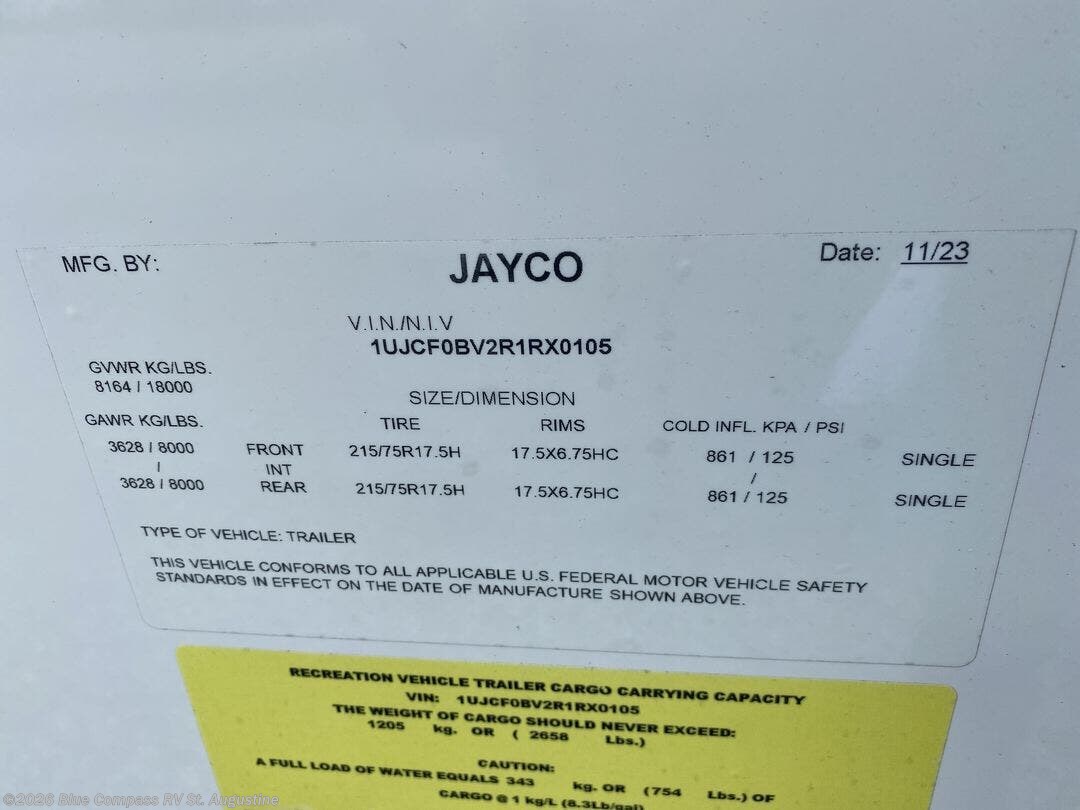 MFG. BY: JAYCO Date: 11/23
V.I.N./N.I.V
1UJCF0BV2R1RX0105
GVWR KG/LBS.
8164 / 18000
SIZE/DIMENSION
GAWR KG/LBS. TIRE RIMS COLD INFL. KPA / PSI
3628 / 8000 FRONT 215/75R17.5H 17.5X6.75HC 861 / 125 SINGLE
/ INT /
3628 / 8000 REAR 215/75R17.5H 17.5X6.75HC 861 / 125 SINGLE
TYPE OF VEHICLE: TRAILER
THIS VEHICLE CONFORMS TO ALL APPLICABLE U.S. FEDERAL MOTOR VEHICLE SAFETY
STANDARDS IN EFFECT ON THE DATE OF MANUFACTURE SHOWN ABOVE.
RECREATION VEHICLE TRAILER CARGO CARRYING CAPACITY
VIN: 1UJCF0BV2R1RX0105
THE WEIGHT OF CARGO SHOULD NEVER EXCEED:
1205 kg. OR ( 2658 Lbs.)
CAUTION:
A FULL LOAD OF WATER EQUALS 343 kg. OR (754 Lbs.) OF
CARGO @ 1 kg/L (8.3Lb/gal)
©2026 Blue Compass RV St. Augustine